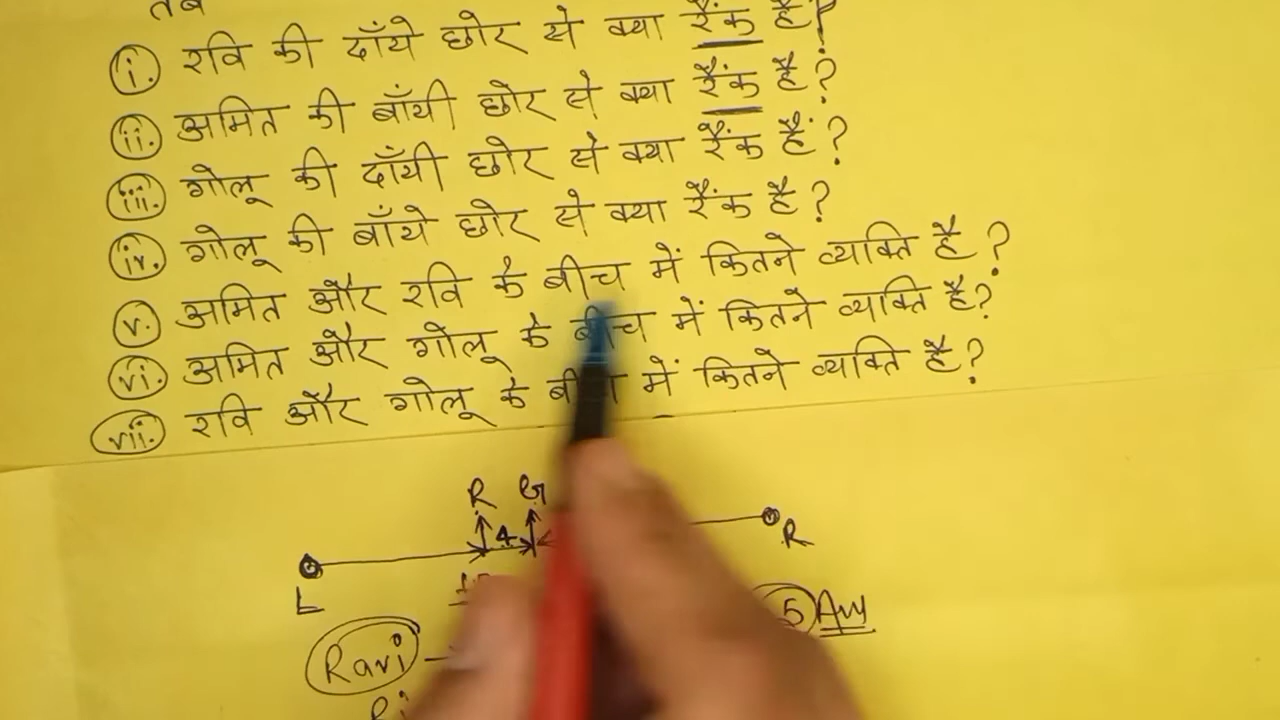 तब
i. रवि की दाँये छोर से क्या रैंक है?
ii. अमित की बाँयी छोर से क्या रैंक है?
iii. गोलू की दाँयी छोर से क्या रैंक हैं?
iv. गोलू की बाँये छोर से क्या रैंक है?
v. अमित और रवि के बीच में कितने व्यक्ति है?
vi. अमित और गोलू के बीच में कितने व्यक्ति है?
vii. रवि और गोलू के बीच में कितने व्यक्ति है?
R G
4
L R
5 Ans
Ravi